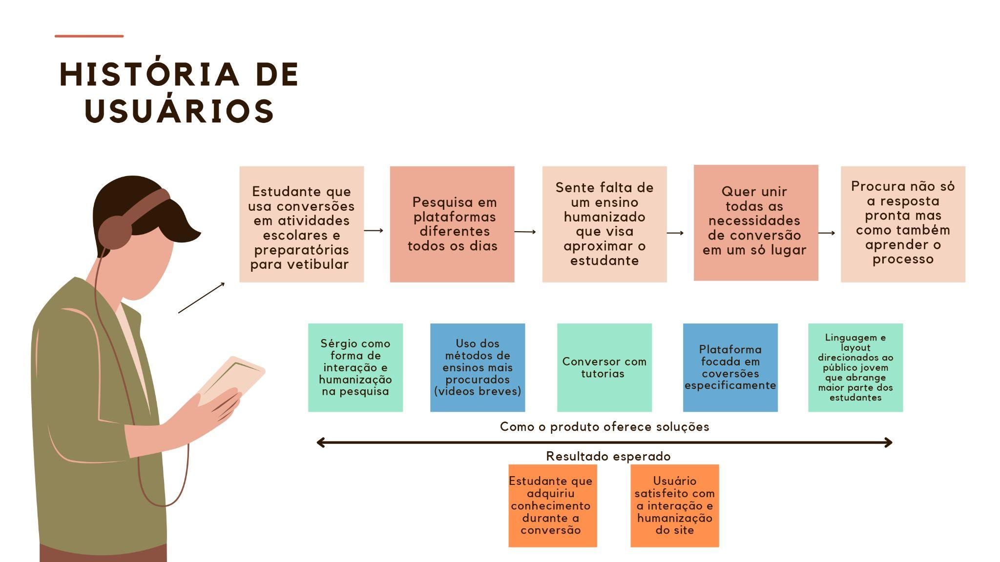 HISTÓRIA DE
USUÁRIOS
Estudante que
usa conversões
em atividades
escolares e
preparatórias
para vetibular
Pesquisa em
plataformas
diferentes
todos os dias
Sente falta de
um ensino
humanizado
que visa
aproximar o
estudante
Quer unir
todas as
necessidades
de conversão
em um só lugar
Procura não só
a resposta
pronta mas
como também
aprender o
processo
Sérgio como
forma de
interação e
humanização
na pesquisa
Uso dos
métodos de
ensinos mais
procurados
(videos breves)
Conversor com
tutorias
Plataforma
focada em
coversões
especificamente
Linguagem e
layout
direcionados ao
público jovem
que abrange
maior parte dos
estudantes
Como o produto oferece soluções
Resultado esperado
Estudante que
adquiriu
conhecimento
durante a
conversão
Usuário
satisfeito com
a interação e
humanização
do site